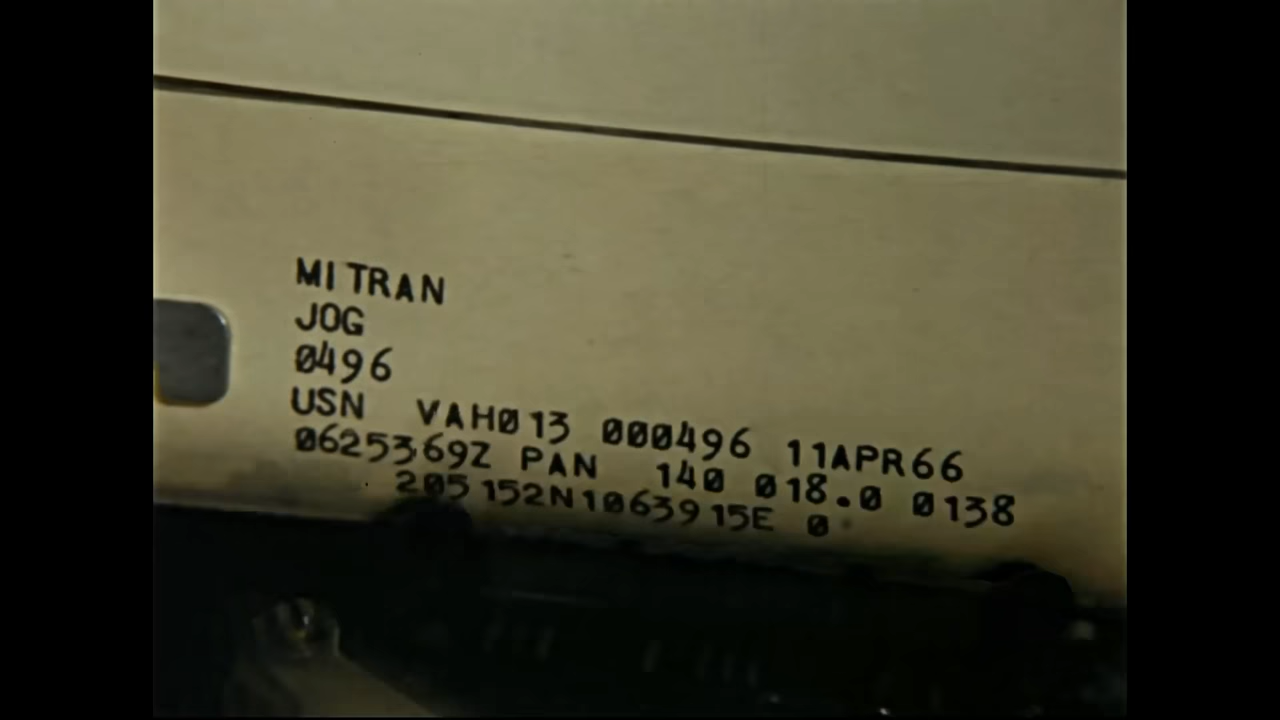 MITRAN
JOG
0496
USN VAH013 000496 11APR66
0625369Z PAN 140 018.0 0138
205152N1063915E 0